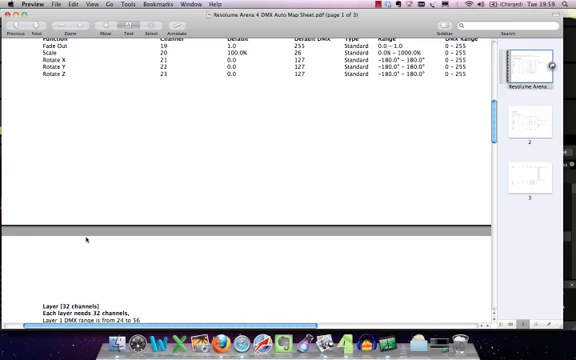 Preview File Edit View Go Tools Bookmarks Window Help
(Charged) Tue 19:59
Resolume Arena 4 DMX Auto Map Sheet.pdf (page 1 of 3)
Previous Next Zoom Move Text Select Annotate Sidebar Search
Function Channel Default Default DMX Type Range DMX Range
Fade Out 19 1.0 255 Standard 0.0 - 1.0 0 - 255
Scale 20 100.0% 26 Standard 0.0% - 1000.0% 0 - 255
Rotate X 21 0.0 127 Standard -180.0° - 180.0° 0 - 255
Rotate Y 22 0.0 127 Standard -180.0° - 180.0° 0 - 255
Rotate Z 23 0.0 127 Standard -180.0° - 180.0° 0 - 255
Resolume Arena...
2
3
Layer [32 channels]
Each layer needs 32 channels,
Layer 1 DMX range is from 24 to 56